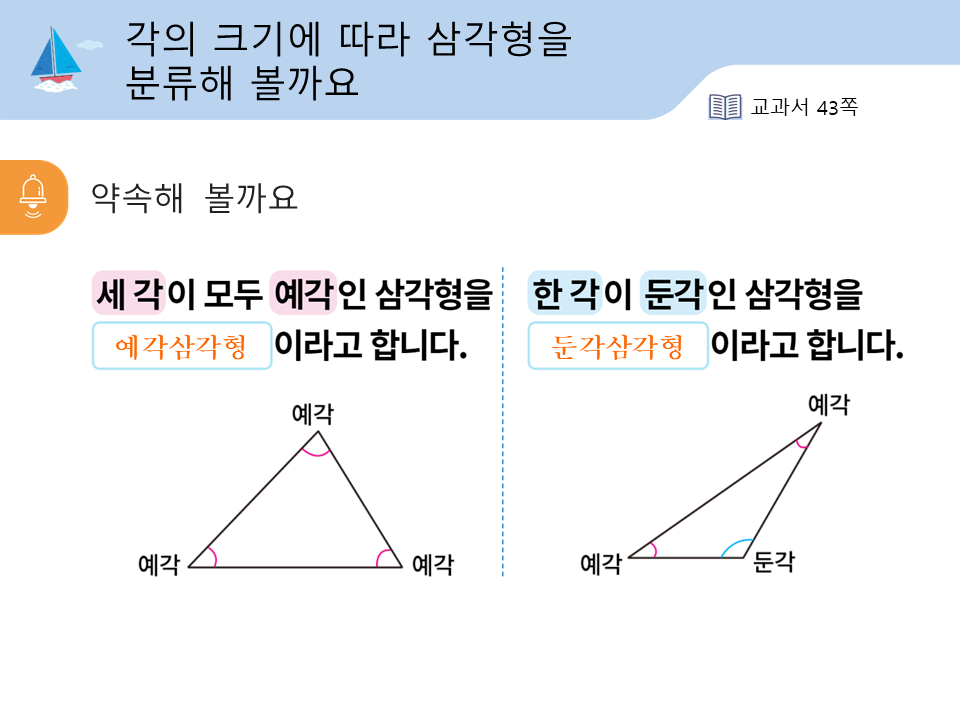 각의 크기에 따라 삼각형을
분류해 볼까요
교과서 43쪽
약속해 볼까요
세 각이 모두 예각인 삼각형을
예각삼각형 이라고 합니다.
예각
예각
예각
한 각이 둔각인 삼각형을
둔각삼각형 이라고 합니다.
예각
예각
둔각